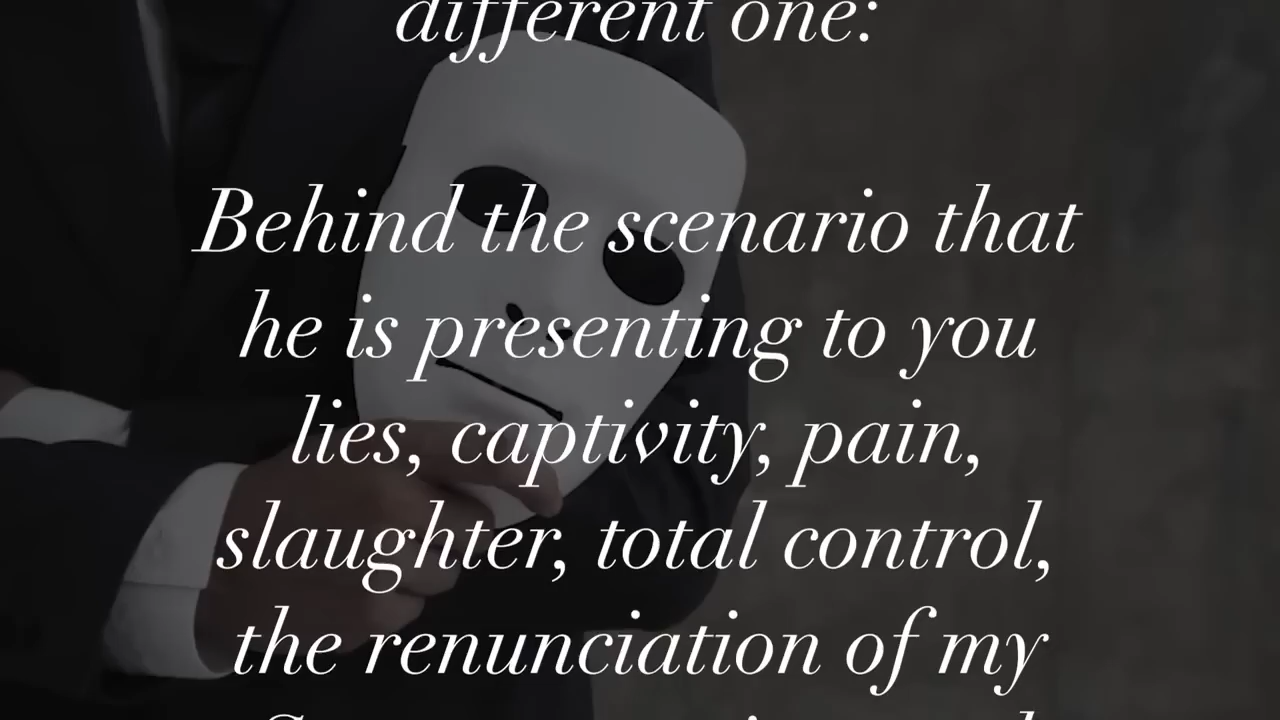 different one:
Behind the scenario that
he is presenting to you
lies, captivity, pain,
slaughter, total control,
the renunciation of my